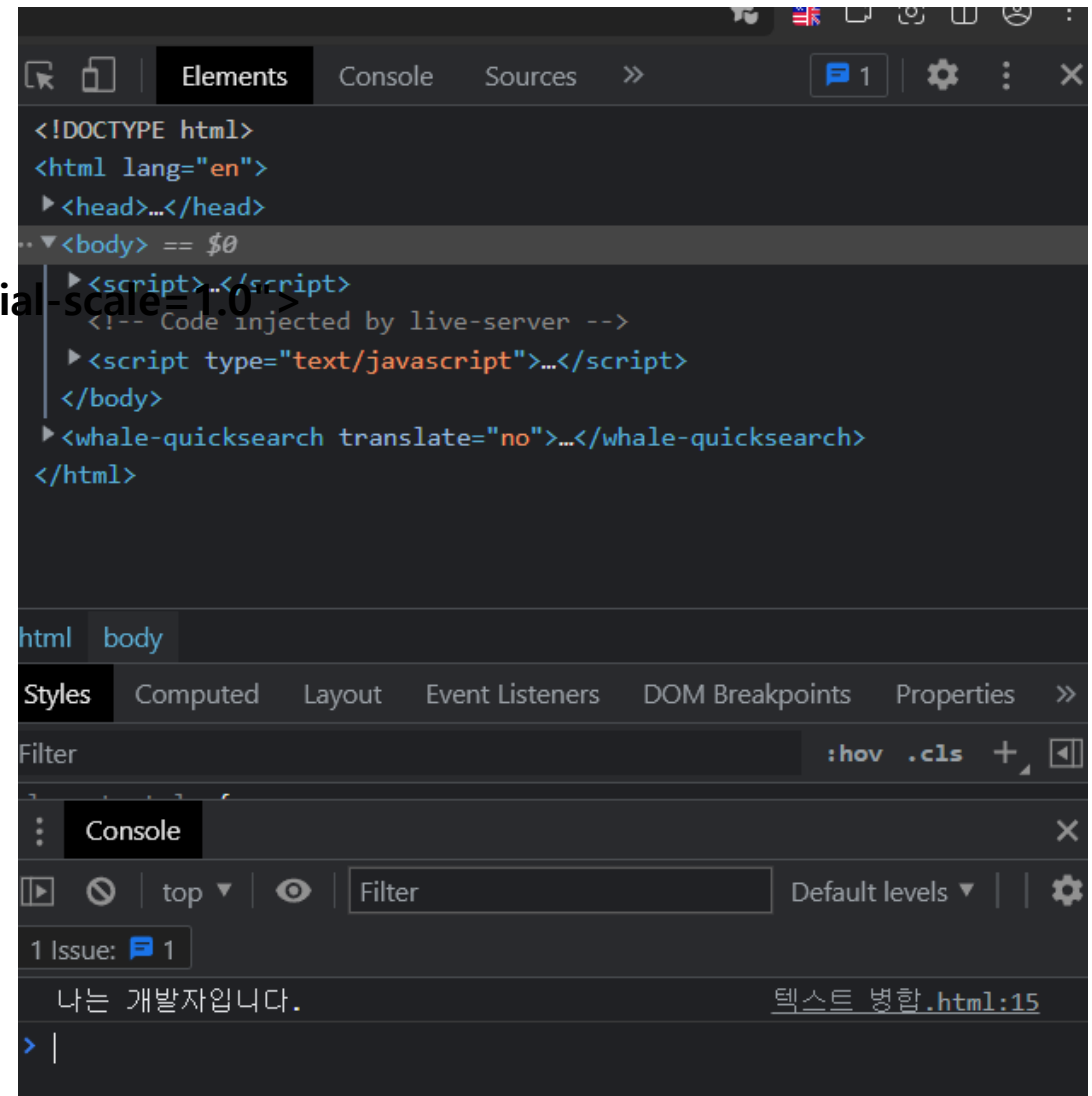 Elements Console Sources » 1
<!DOCTYPE html>
<html lang="en">
<head>…</head>
·· <body> == $0
<script>…</script>
ial-scale=1.0">
<!-- Code injected by live-server -->
<script type="text/javascript">…</script>
</body>
<whale-quicksearch translate="no">…</whale-quicksearch>
</html>
html body
Styles Computed Layout Event Listeners DOM Breakpoints Properties »
Filter :hov .cls +
Console
top Filter Default levels
1 Issue: 1
나는 개발자입니다. 텍스트 병합.html:15
>